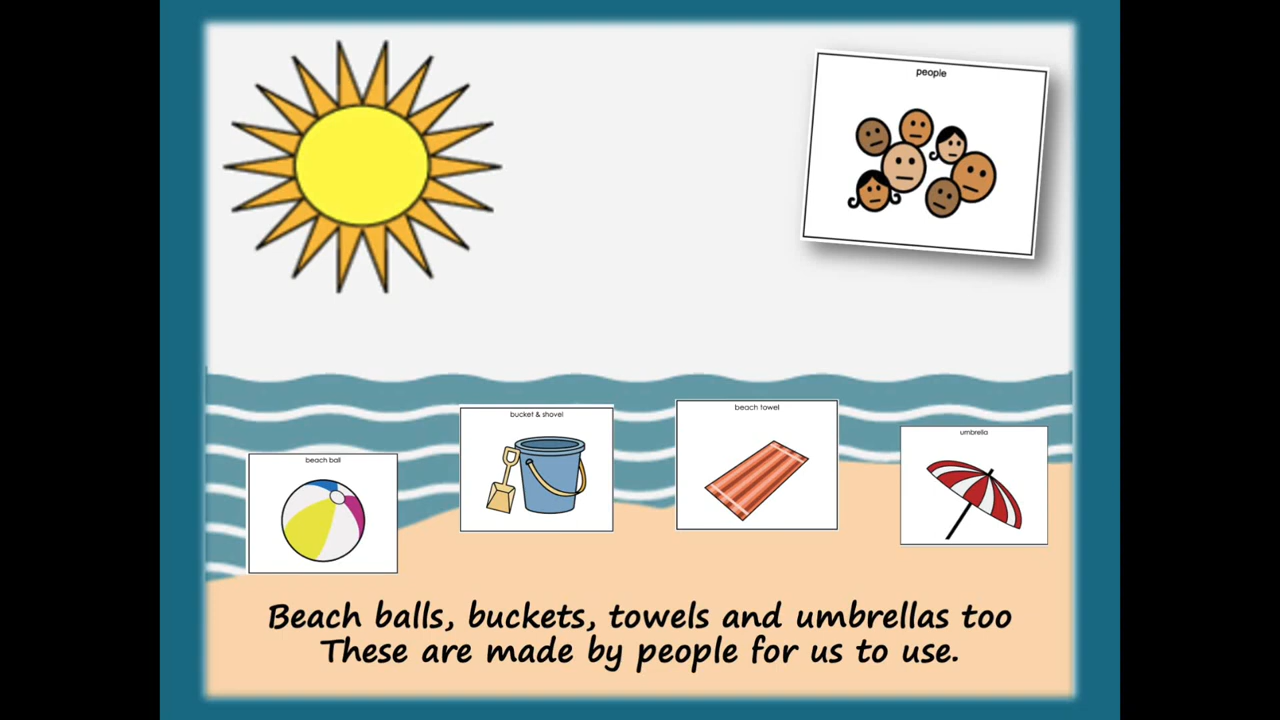 people
bucket & shovel
beach towel
umbrella
beach ball
Beach balls, buckets, towels and umbrellas too
These are made by people for us to use.